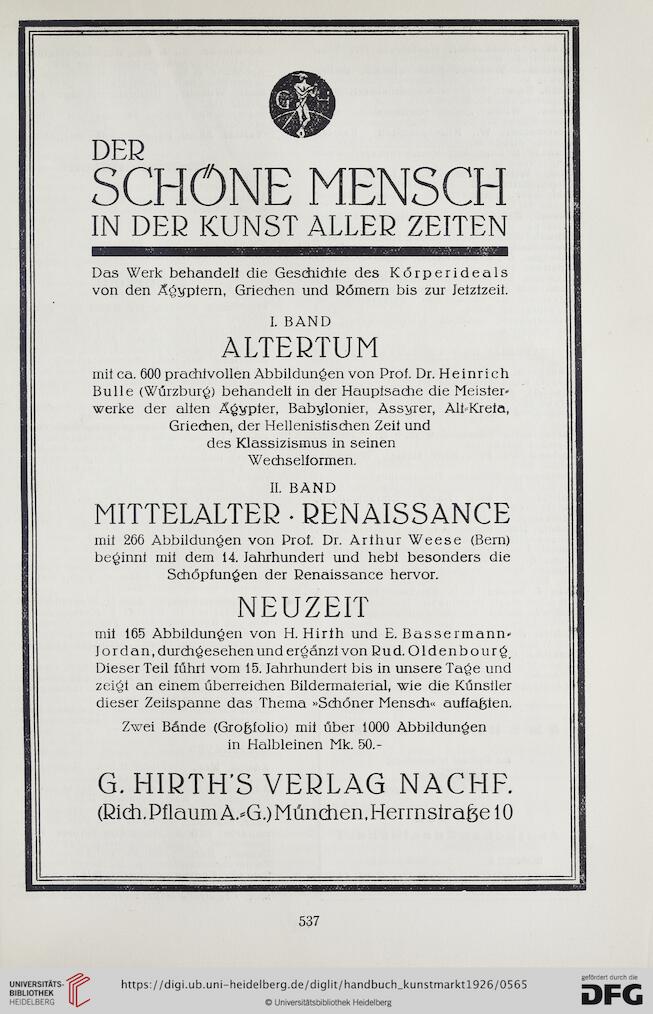 G H
DER
SCHÖNE MENSCH
IN DER KUNST ALLER ZEITEN
Das Werk behandelt die Geschichte des Körperideals
von den Ägyptern, Griechen und Römern bis zur Jetztzeit.
I. BAND
ALTERTUM
mit ca. 600 prachtvollen Abbildungen von Prof. Dr. Heinrich
Bulle (Würzburg) behandelt in der Hauptsache die Meister-
werke der alten Ägypter, Babylonier, Assyrer, Alt-Kreta,
Griechen, der Hellenistischen Zeit und
des Klassizismus in seinen
Wechselformen.
II. BAND
MITTELALTER · RENAISSANCE
mit 266 Abbildungen von Prof. Dr. Arthur Weese (Bern)
beginnt mit dem 14. Jahrhundert und hebt besonders die
Schöpfungen der Renaissance hervor.
NEUZEIT
mit 165 Abbildungen von H. Hirth und E. Bassermann-
Jordan, durchgesehen und ergänzt von Rud. Oldenbourg.
Dieser Teil führt vom 15. Jahrhundert bis in unsere Tage und
zeigt an einem überreichen Bildermaterial, wie die Künstler
dieser Zeitspanne das Thema »Schöner Mensch« auffaßten.
Zwei Bände (Großfolio) mit über 1000 Abbildungen
in Halbleinen Mk. 50.-
G. HIRTH'S VERLAG NACHF.
(Rich. Pflaum A.-G.) München, Herrnstraße 10
537
UNIVERSITÄTS-
BIBLIOTHEK
HEIDELBERG
https://digi.ub.uni-heidelberg.de/diglit/handbuch_kunstmarkt1926/0565
© Universitätsbibliothek Heidelberg
gefördert durch die
DFG